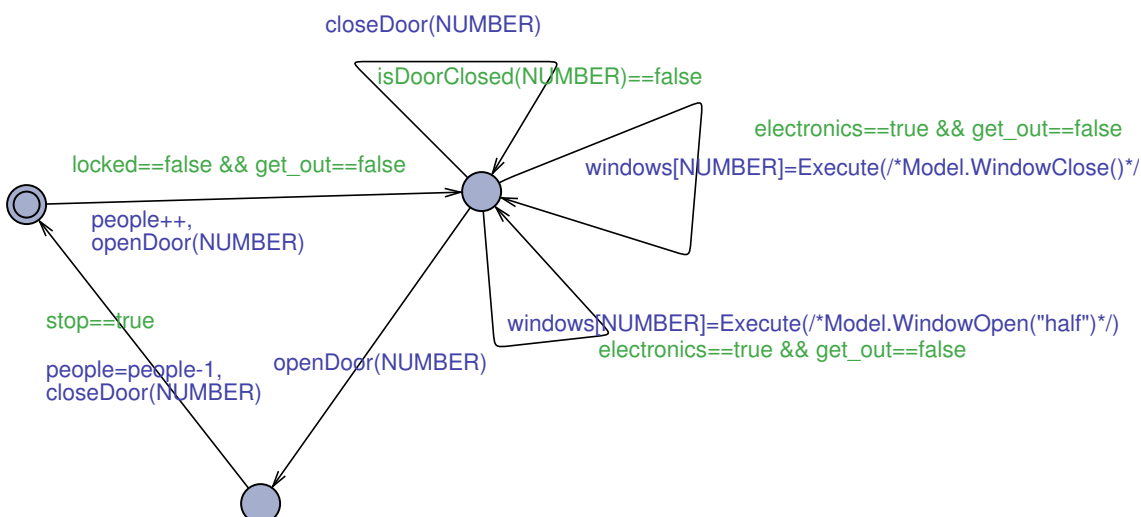 closeDoor(NUMBER)
isDoorClosed(NUMBER)==false
electronics==true && get_out==false
windows[NUMBER]=Execute(/*Model.WindowClose()*/
locked==false && get_out==false
people++,
openDoor(NUMBER)
stop==true
windows[NUMBER]=Execute(/*Model.WindowOpen("half")*/)
electronics==true && get_out==false
people=people-1,
closeDoor(NUMBER)
openDoor(NUMBER)